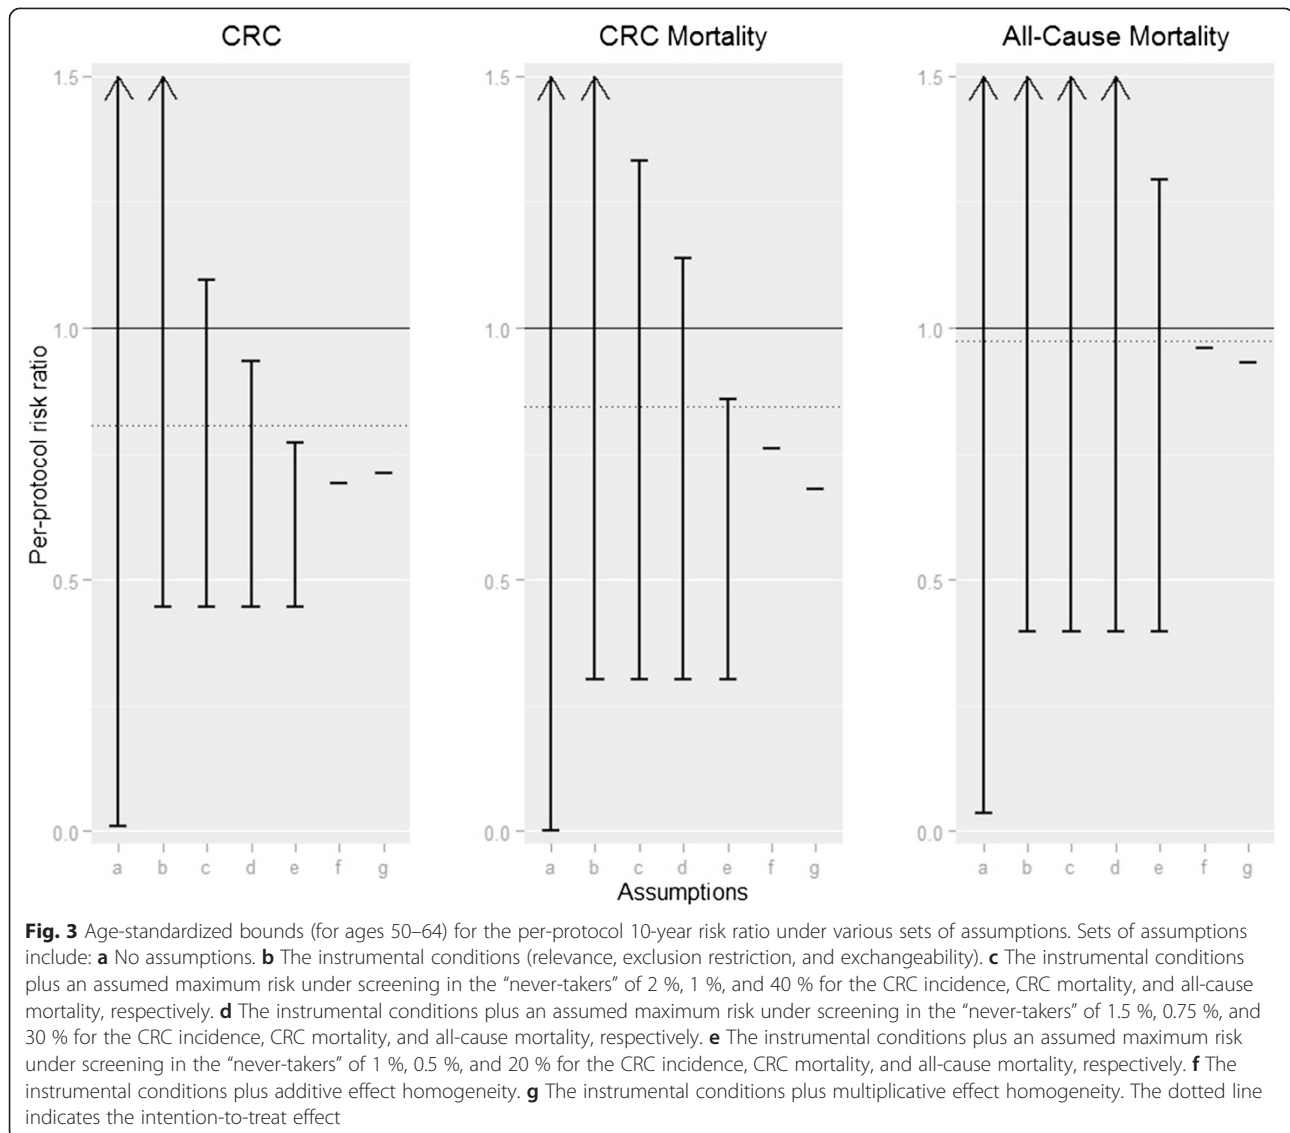 CRC
CRC Mortality
All-Cause Mortality
Per-protocol risk ratio
1.5
1.0
0.5
0.0
a b c d e f g
1.5
1.0
0.5
0.0
a b c d e f g
1.5
1.0
0.5
0.0
a b c d e f g
Assumptions
Fig. 3 Age-standardized bounds (for ages 50–64) for the per-protocol 10-year risk ratio under various sets of assumptions. Sets of assumptions
include: a No assumptions. b The instrumental conditions (relevance, exclusion restriction, and exchangeability). c The instrumental conditions
plus an assumed maximum risk under screening in the “never-takers” of 2 %, 1 %, and 40 % for the CRC incidence, CRC mortality, and all-cause
mortality, respectively. d The instrumental conditions plus an assumed maximum risk under screening in the “never-takers” of 1.5 %, 0.75 %, and
30 % for the CRC incidence, CRC mortality, and all-cause mortality, respectively. e The instrumental conditions plus an assumed maximum risk
under screening in the “never-takers” of 1 %, 0.5 %, and 20 % for the CRC incidence, CRC mortality, and all-cause mortality, respectively. f The
instrumental conditions plus additive effect homogeneity. g The instrumental conditions plus multiplicative effect homogeneity. The dotted line
indicates the intention-to-treat effect